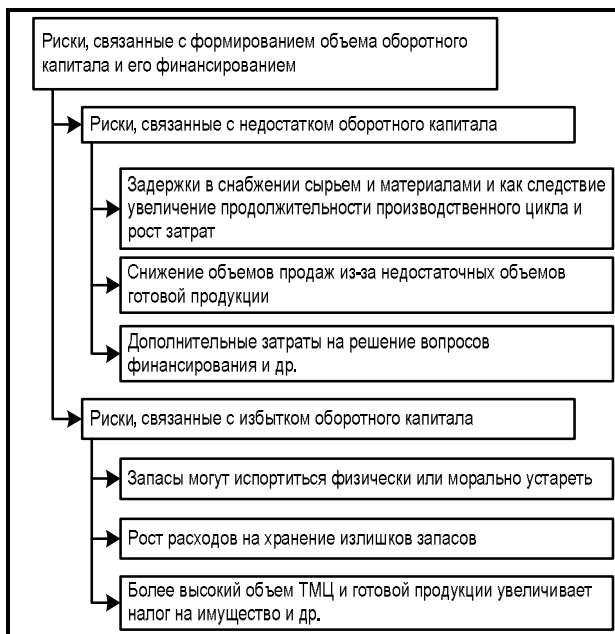 Риски, связанные с формированием объема оборотного
капитала и его финансированием
Риски, связанные с недостатком оборотного капитала
Задержки в снабжении сырьем и материалами и как следствие
увеличение продолжительности производственного цикла и
рост затрат
Снижение объемов продаж из-за недостаточных объемов
готовой продукции
Дополнительные затраты на решение вопросов
финансирования и др.
Риски, связанные с избытком оборотного капитала
Запасы могут испортиться физически или морально устареть
Рост расходов на хранение излишков запасов
Более высокий объем ТМЦ и готовой продукции увеличивает
налог на имущество и др.